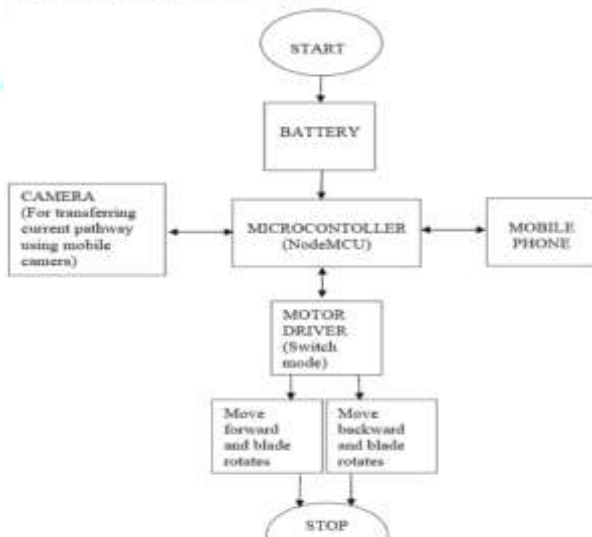 START
BATTERY
CAMERA
(For transferring
current pathway
using mobile
camera)
MICROCONTOLLER
(NodeMCU)
MOBILE
PHONE
MOTOR
DRIVER
(Switch
mode)
Move
forward
and blade
rotates
Move
backward
and blade
rotates
STOP